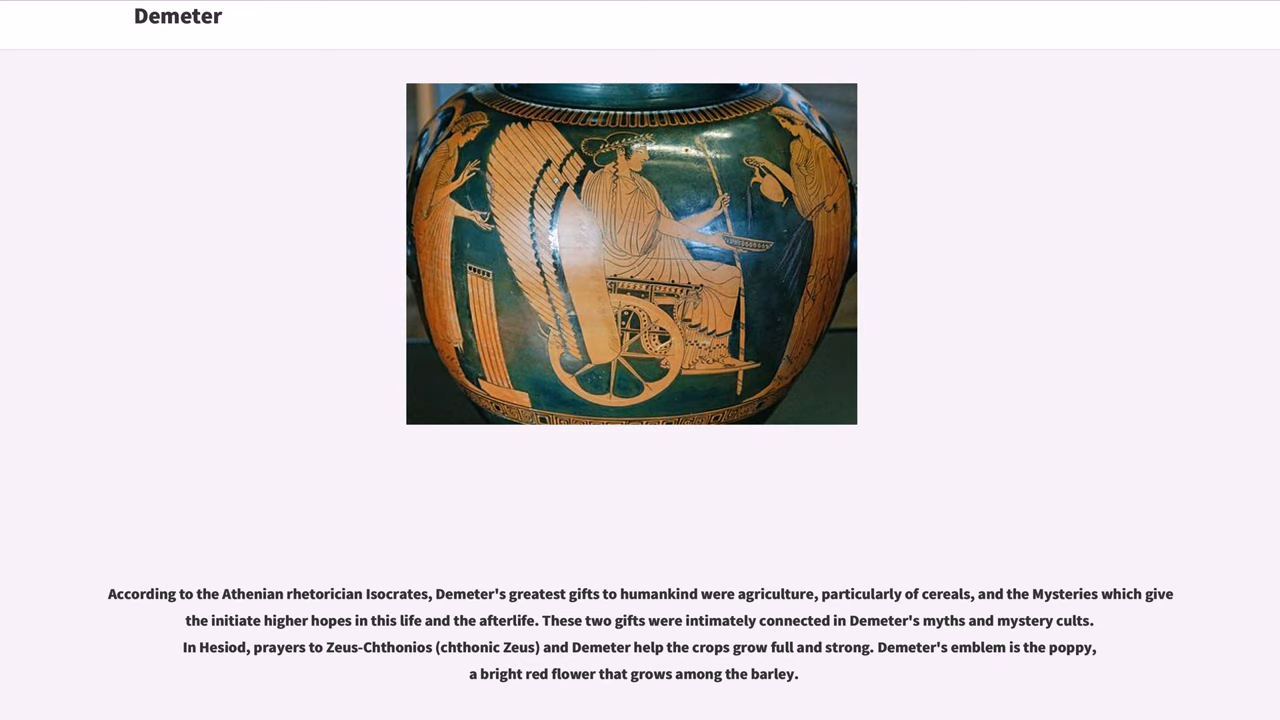 Demeter
According to the Athenian rhetorician Isocrates, Demeter's greatest gifts to humankind were agriculture, particularly of cereals, and the Mysteries which give
the initiate higher hopes in this life and the afterlife. These two gifts were intimately connected in Demeter's myths and mystery cults.
In Hesiod, prayers to Zeus-Chthonios (chthonic Zeus) and Demeter help the crops grow full and strong. Demeter's emblem is the poppy,
a bright red flower that grows among the barley.